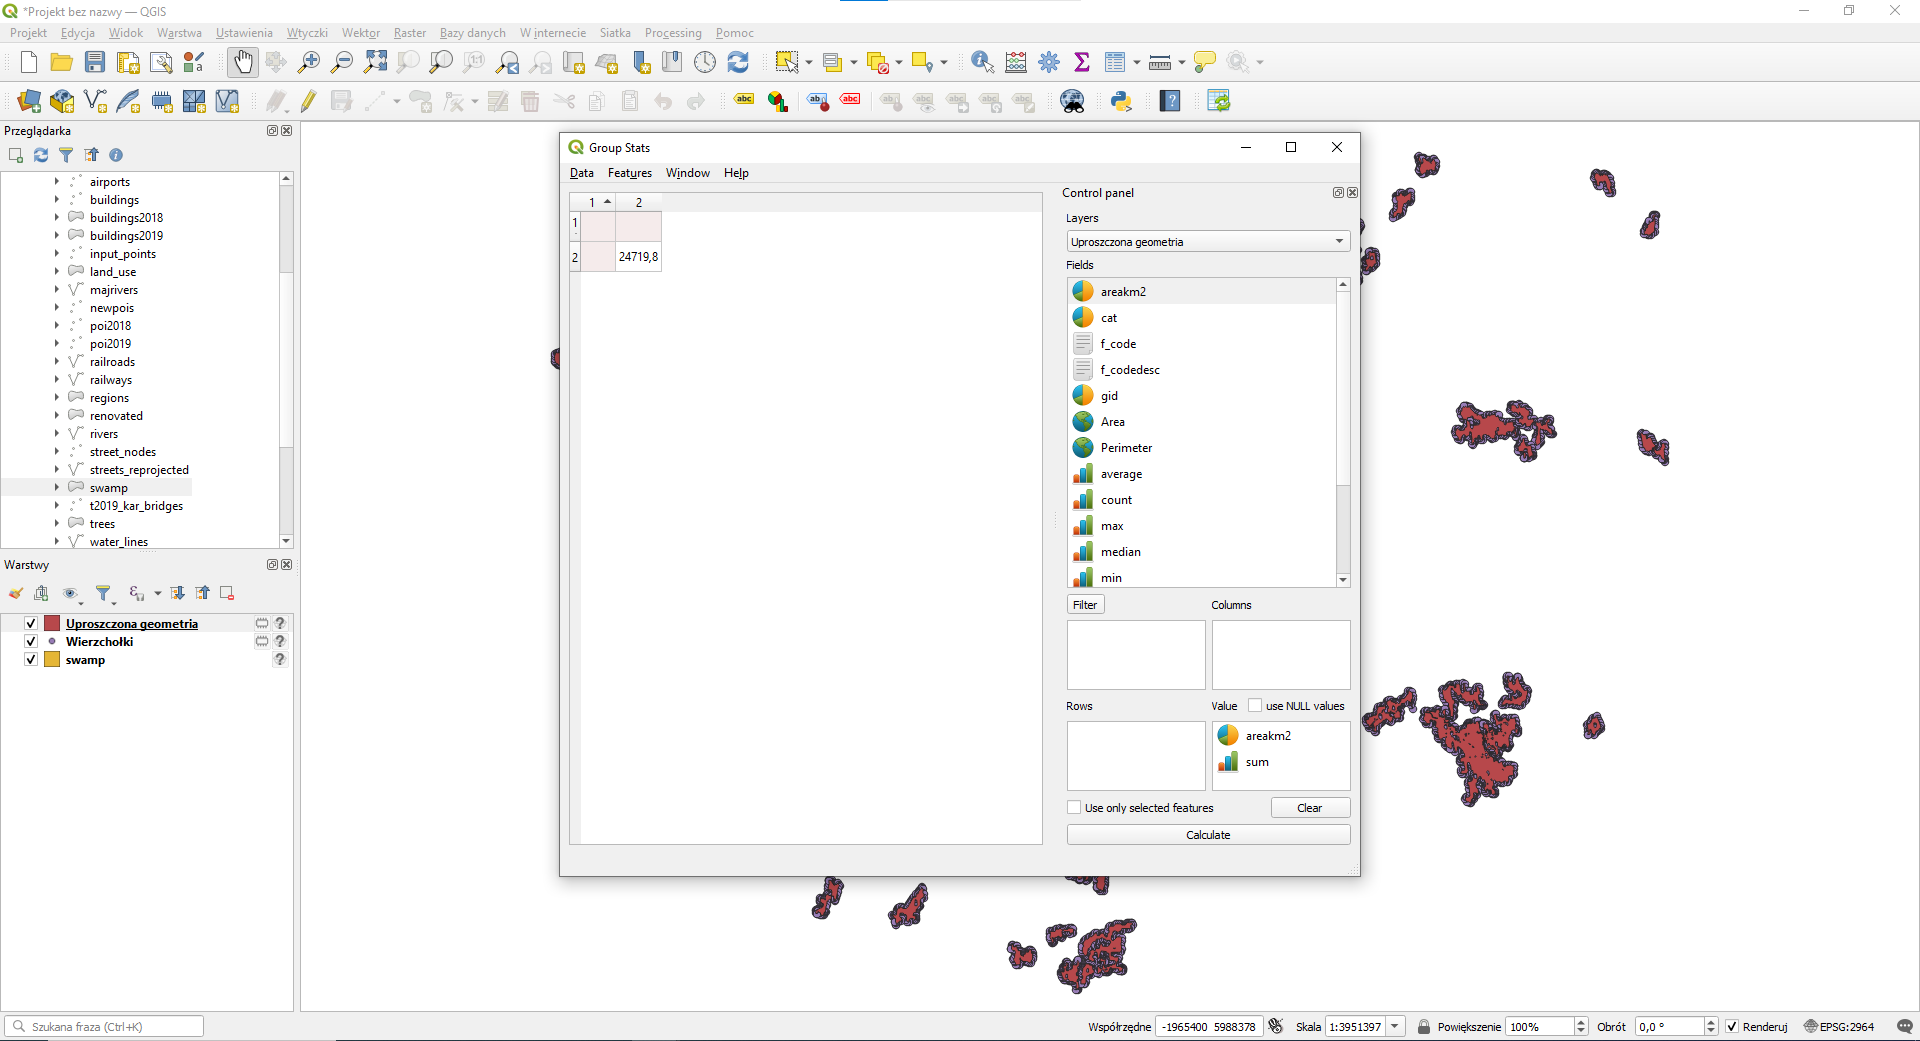 *Projekt bez nazwy — QGIS
Projekt Edycja Widok Warstwa Ustawienia Wtyczki Wektor Raster Bazy danych W internecie Siatka Processing Pomoc
Przeglądarka
airports
buildings
buildings2018
buildings2019
input_points
land_use
majrivers
newpois
poi2018
poi2019
railroads
railways
regions
renovated
rivers
street_nodes
streets_reprojected
swamp
t2019_kar_bridges
trees
water_lines
Warstwy
Uproszczona geometria
Wierzchołki
swamp
Group Stats
Data Features Window Help
1 2
1
2 24719,8
Control panel
Layers
Uproszczona geometria
Fields
areakm2
cat
f_code
f_codedesc
gid
Area
Perimeter
average
count
max
median
min
Filter Columns
Rows Value use NULL values
areakm2
sum
Use only selected features Clear
Calculate
Szukana fraza (Ctrl+K) Współrzędne -1965400 5988378 Skala 1:3951397 Powiększenie 100% Obrót 0,0 ° Renderuj EPSG:2964